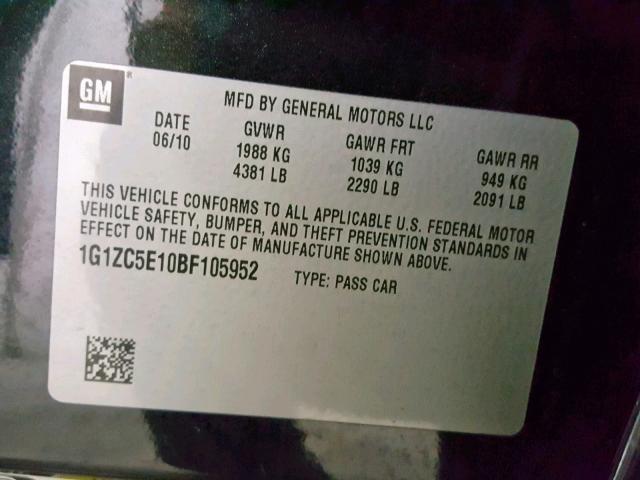 GM ®
MFD BY GENERAL MOTORS LLC
DATE GVWR GAWR FRT GAWR RR
06/10 1988 KG 1039 KG 949 KG
4381 LB 2290 LB 2091 LB
THIS VEHICLE CONFORMS TO ALL APPLICABLE U.S. FEDERAL MOTOR
VEHICLE SAFETY, BUMPER, AND THEFT PREVENTION STANDARDS IN
EFFECT ON THE DATE OF MANUFACTURE SHOWN ABOVE.
1G1ZC5E10BF105952 TYPE: PASS CAR